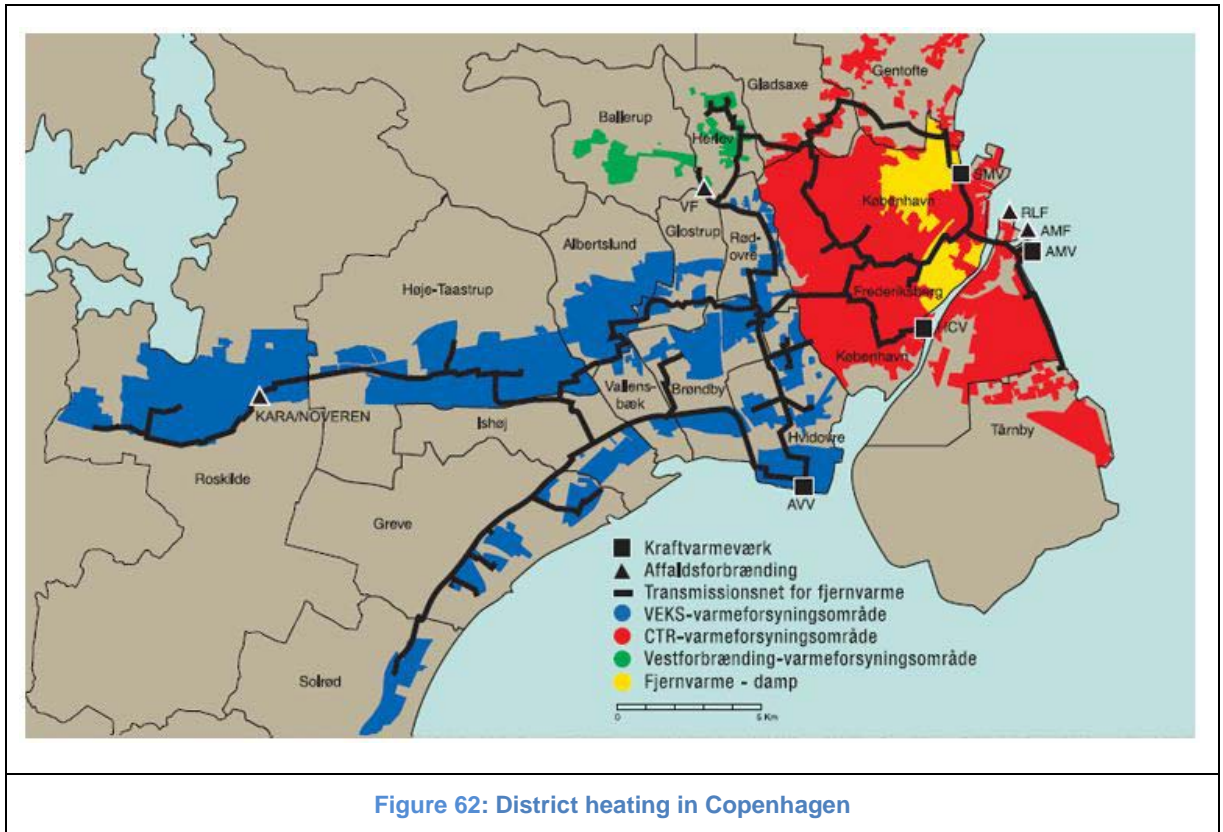 Gentofte
Gladsaxe
Ballerup
Herlev
SMV
København
VF
RLF
Glostrup
AMF
Rød-
ovre
Albertslund
AMV
Høje-Taastrup
Frederiksberg
HCV
København
Vallens-
bæk
Brøndby
KARA/NOVEREN
Ishøj
Hvidovre
Tårnby
Roskilde
AVV
Greve
Solrød
Kraftvarmeværk
Affaldsforbrænding
Transmissionsnet for fjernvarme
VEKS-varmeforsyningsområde
CTR-varmeforsyningsområde
Vestforbrænding-varmeforsyningsområde
Fjernvarme - damp
0 5 Km
Figure 62: District heating in Copenhagen